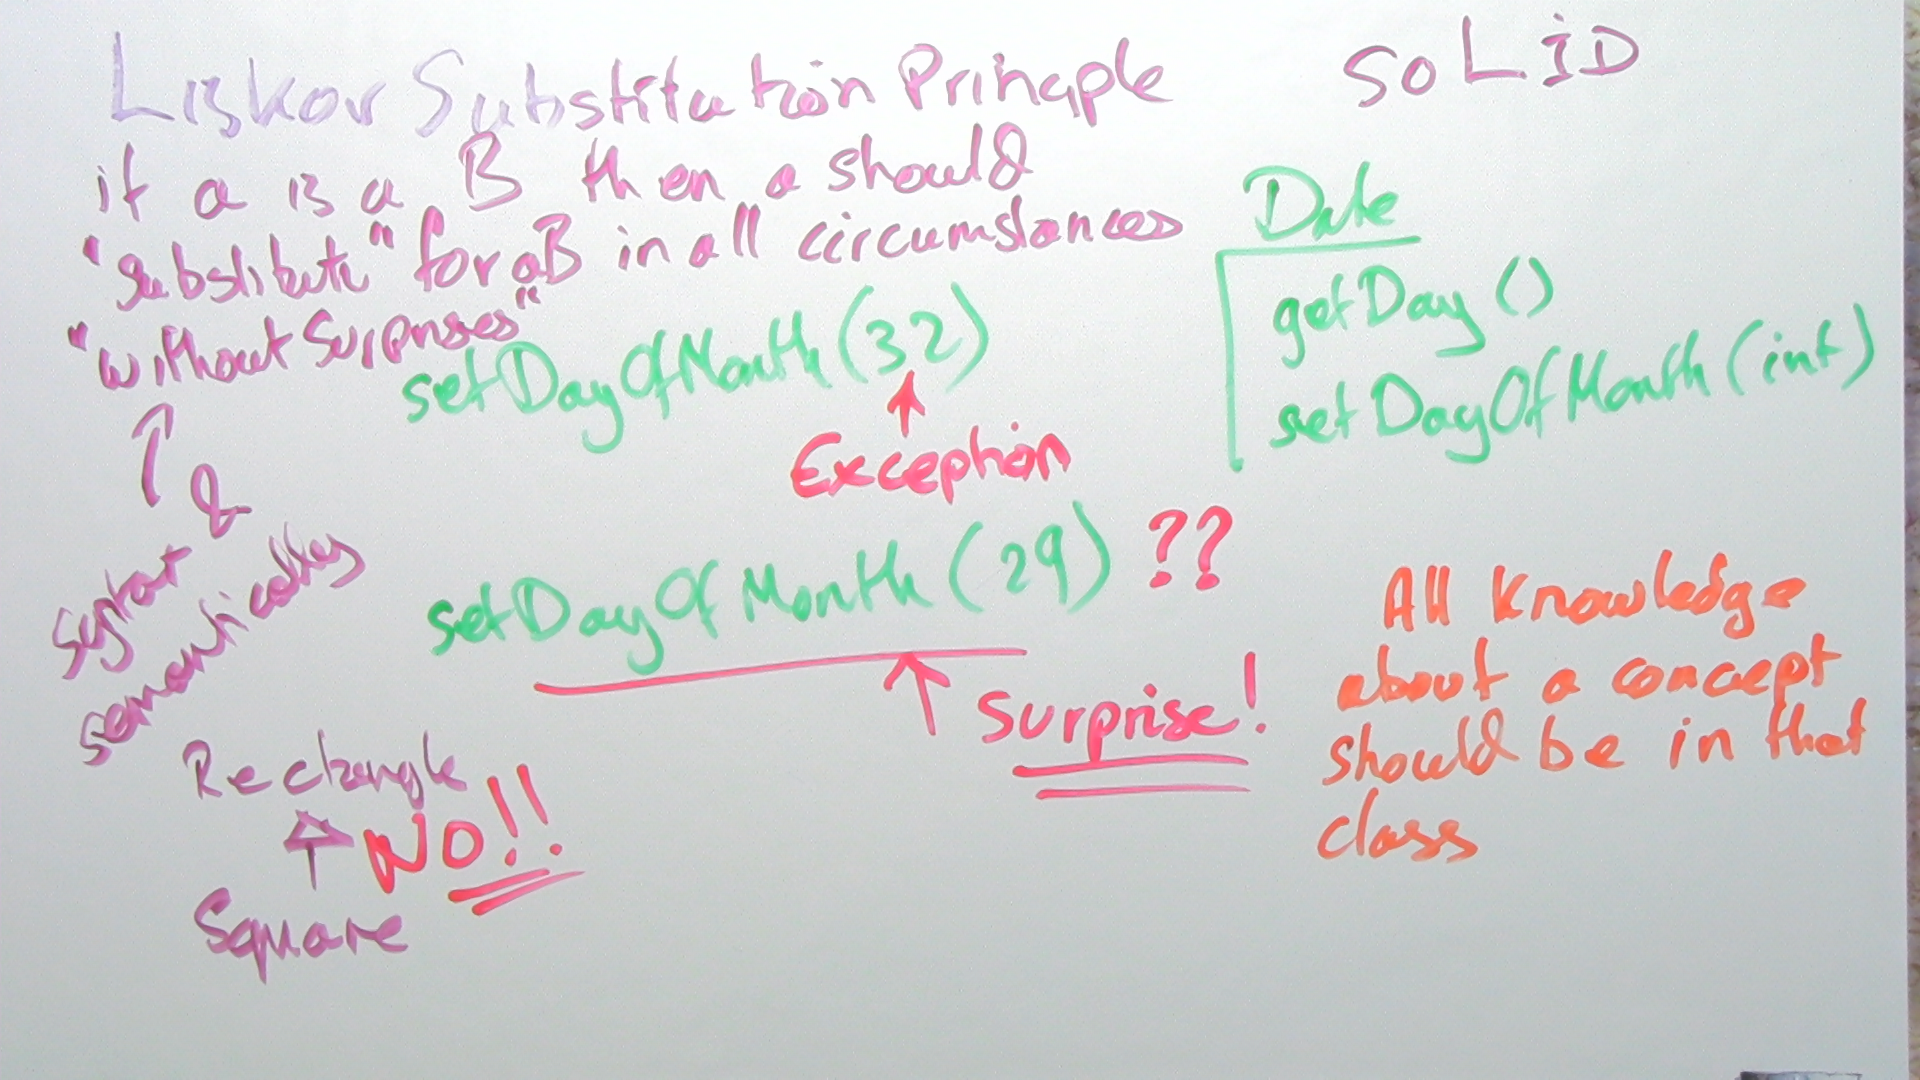 Liskov Substitution Principle
SOLID
if a is a B then a should
"substitute" for a B in all circumstances
"without Surprises"
Date
getDay ()
setDayOfMonth (int)
setDayOfMonth (32)
Exception
&
syntax
semantically
setDayOfMonth (29) ??
Surprise!
All Knowledge
about a concept
should be in that
class
Rectangle
NO!!
Square